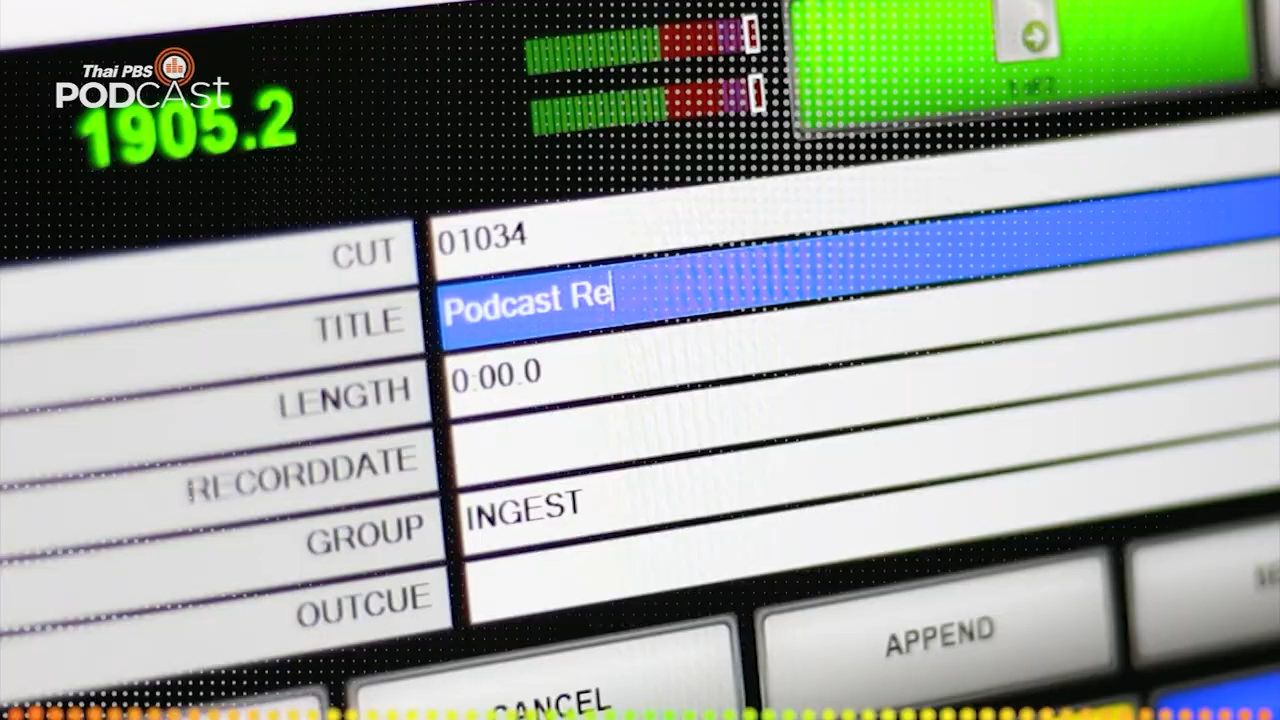 Thai PBS
PODCAST
1905.2
CUT 01034
TITLE Podcast Re
LENGTH 0:00.0
RECORDDATE
GROUP INGEST
OUTCUE
CANCEL
APPEND